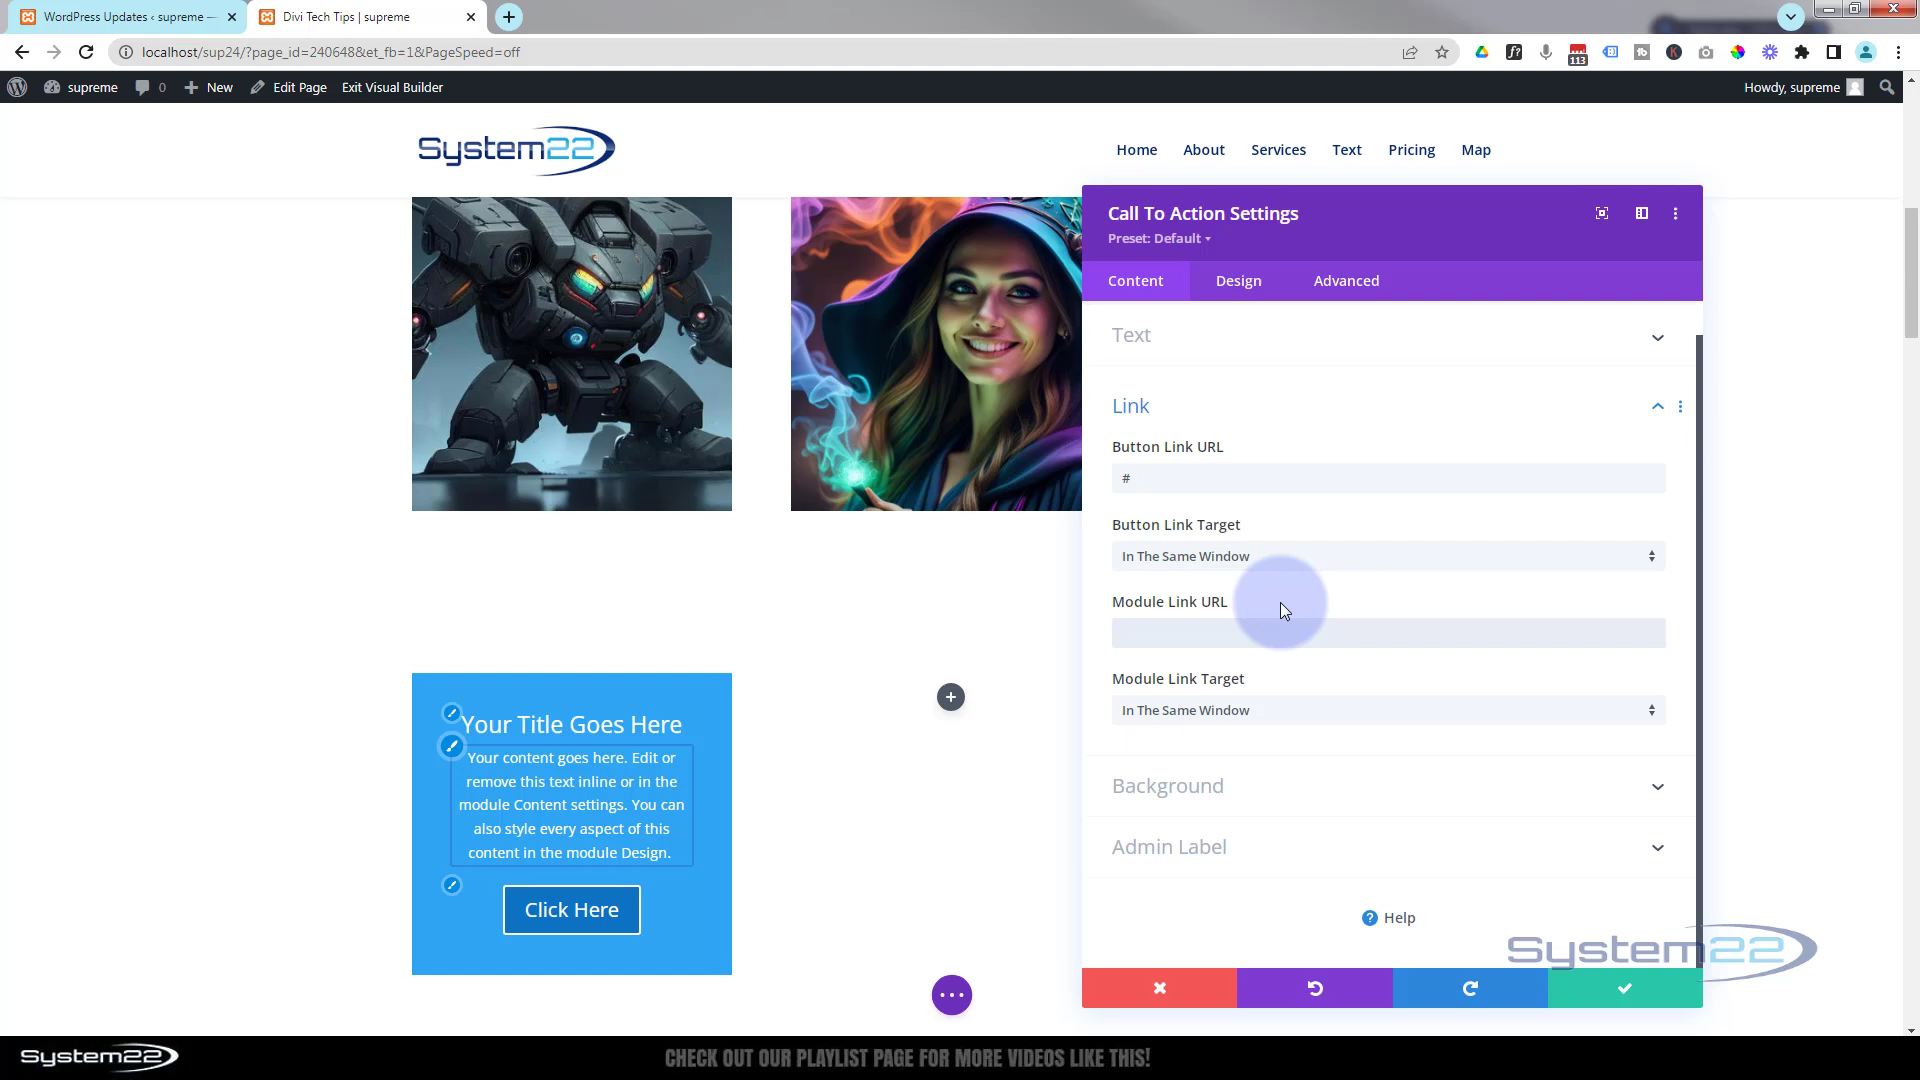 WordPress Updates ‹ supreme —
Divi Tech Tips | supreme
localhost/sup24/?page_id=240648&et_fb=1&PageSpeed=off
f?
tb
K
113
supreme
0
New
Edit Page
Exit Visual Builder
Howdy, supreme
System22
Home
About
Services
Text
Pricing
Map
Call To Action Settings
Preset: Default
Content
Design
Advanced
Text
Link
Button Link URL
#
Button Link Target
In The Same Window
Module Link URL
Module Link Target
In The Same Window
Background
Admin Label
Help
Your Title Goes Here
Your content goes here. Edit or
remove this text inline or in the
module Content settings. You can
also style every aspect of this
content in the module Design.
Click Here
System22
System22
CHECK OUT OUR PLAYLIST PAGE FOR MORE VIDEOS LIKE THIS!